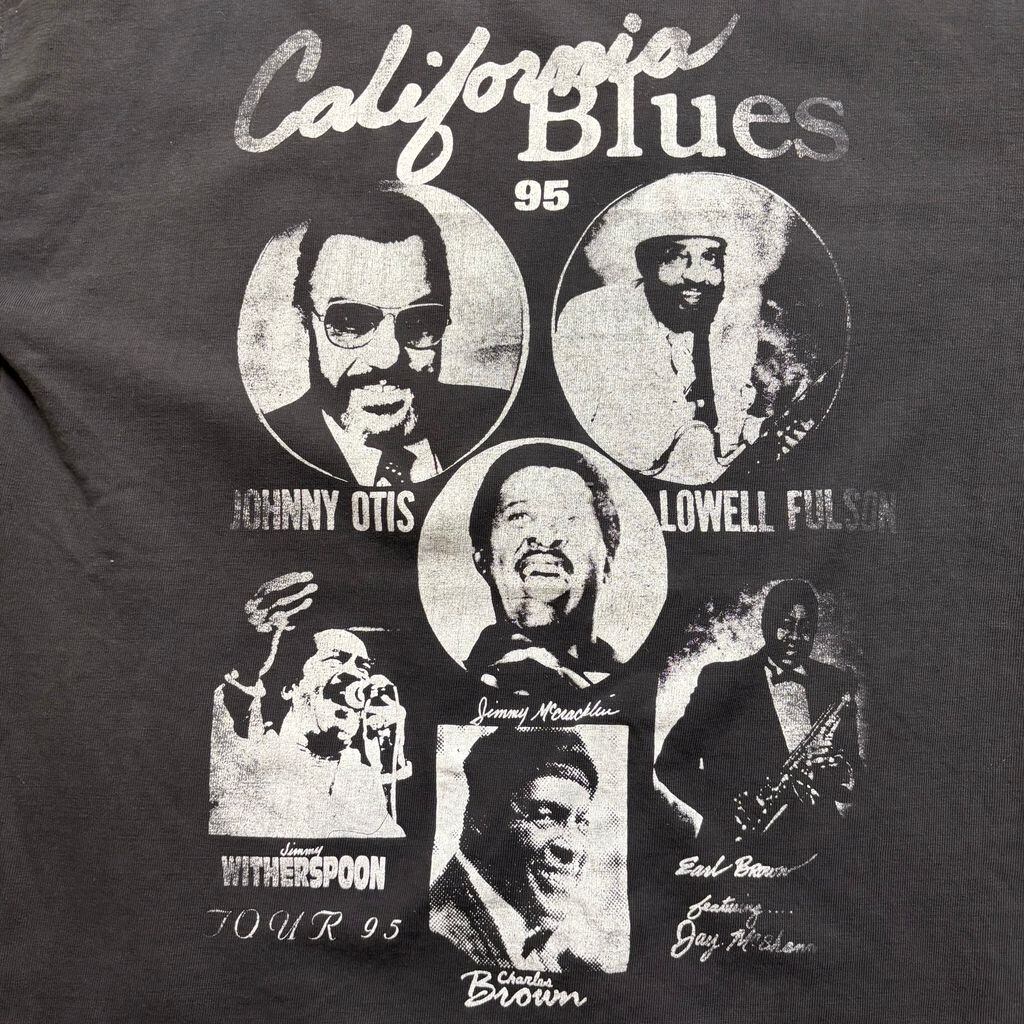 California
Blues
95
JOHNNY OTIS
LOWELL FULSON
Jimmy McCracklin
Jimmy
WITHERSPOON
TOUR 95
Charles
Brown
Earl Brown
featuring.....
Jay McShann